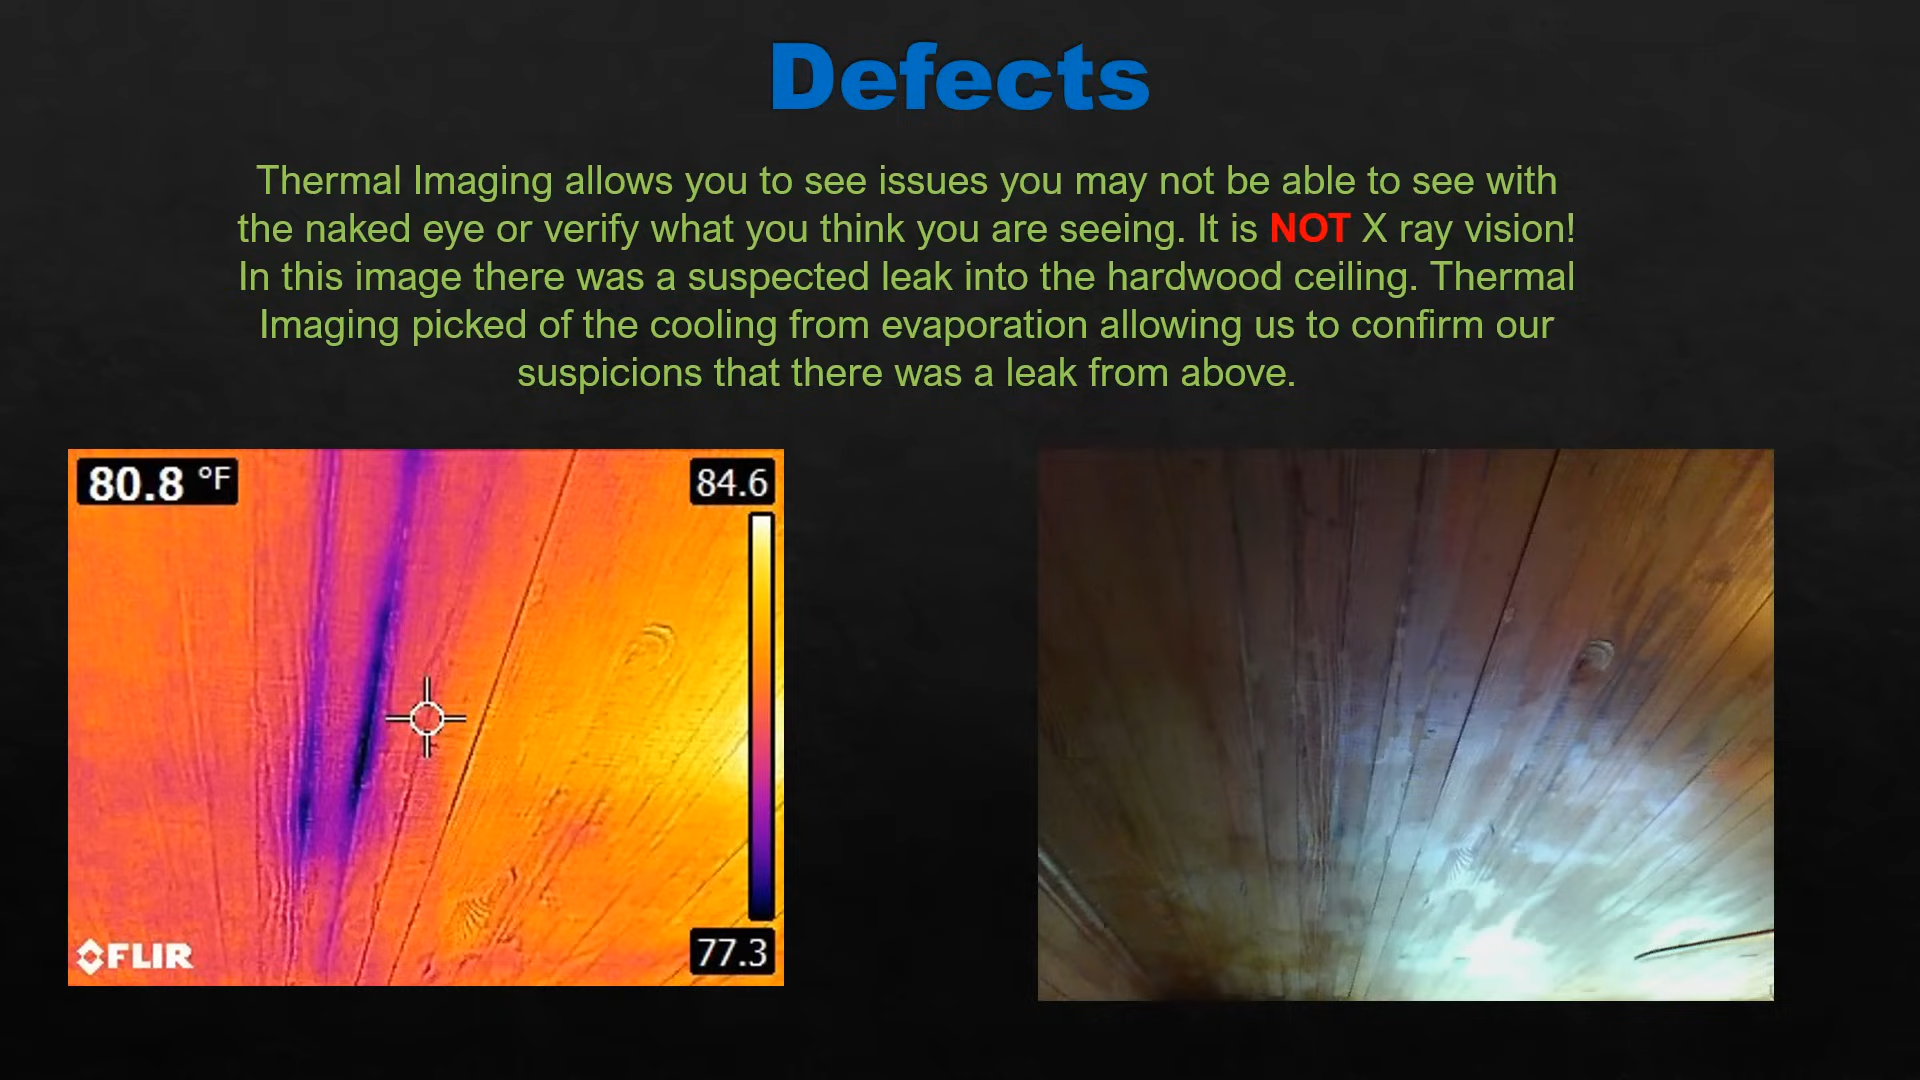 Defects
Thermal Imaging allows you to see issues you may not be able to see with
the naked eye or verify what you think you are seeing. It is NOT X ray vision!
In this image there was a suspected leak into the hardwood ceiling. Thermal
Imaging picked of the cooling from evaporation allowing us to confirm our
suspicions that there was a leak from above.
80.8 °F
84.6
77.3
FLIR